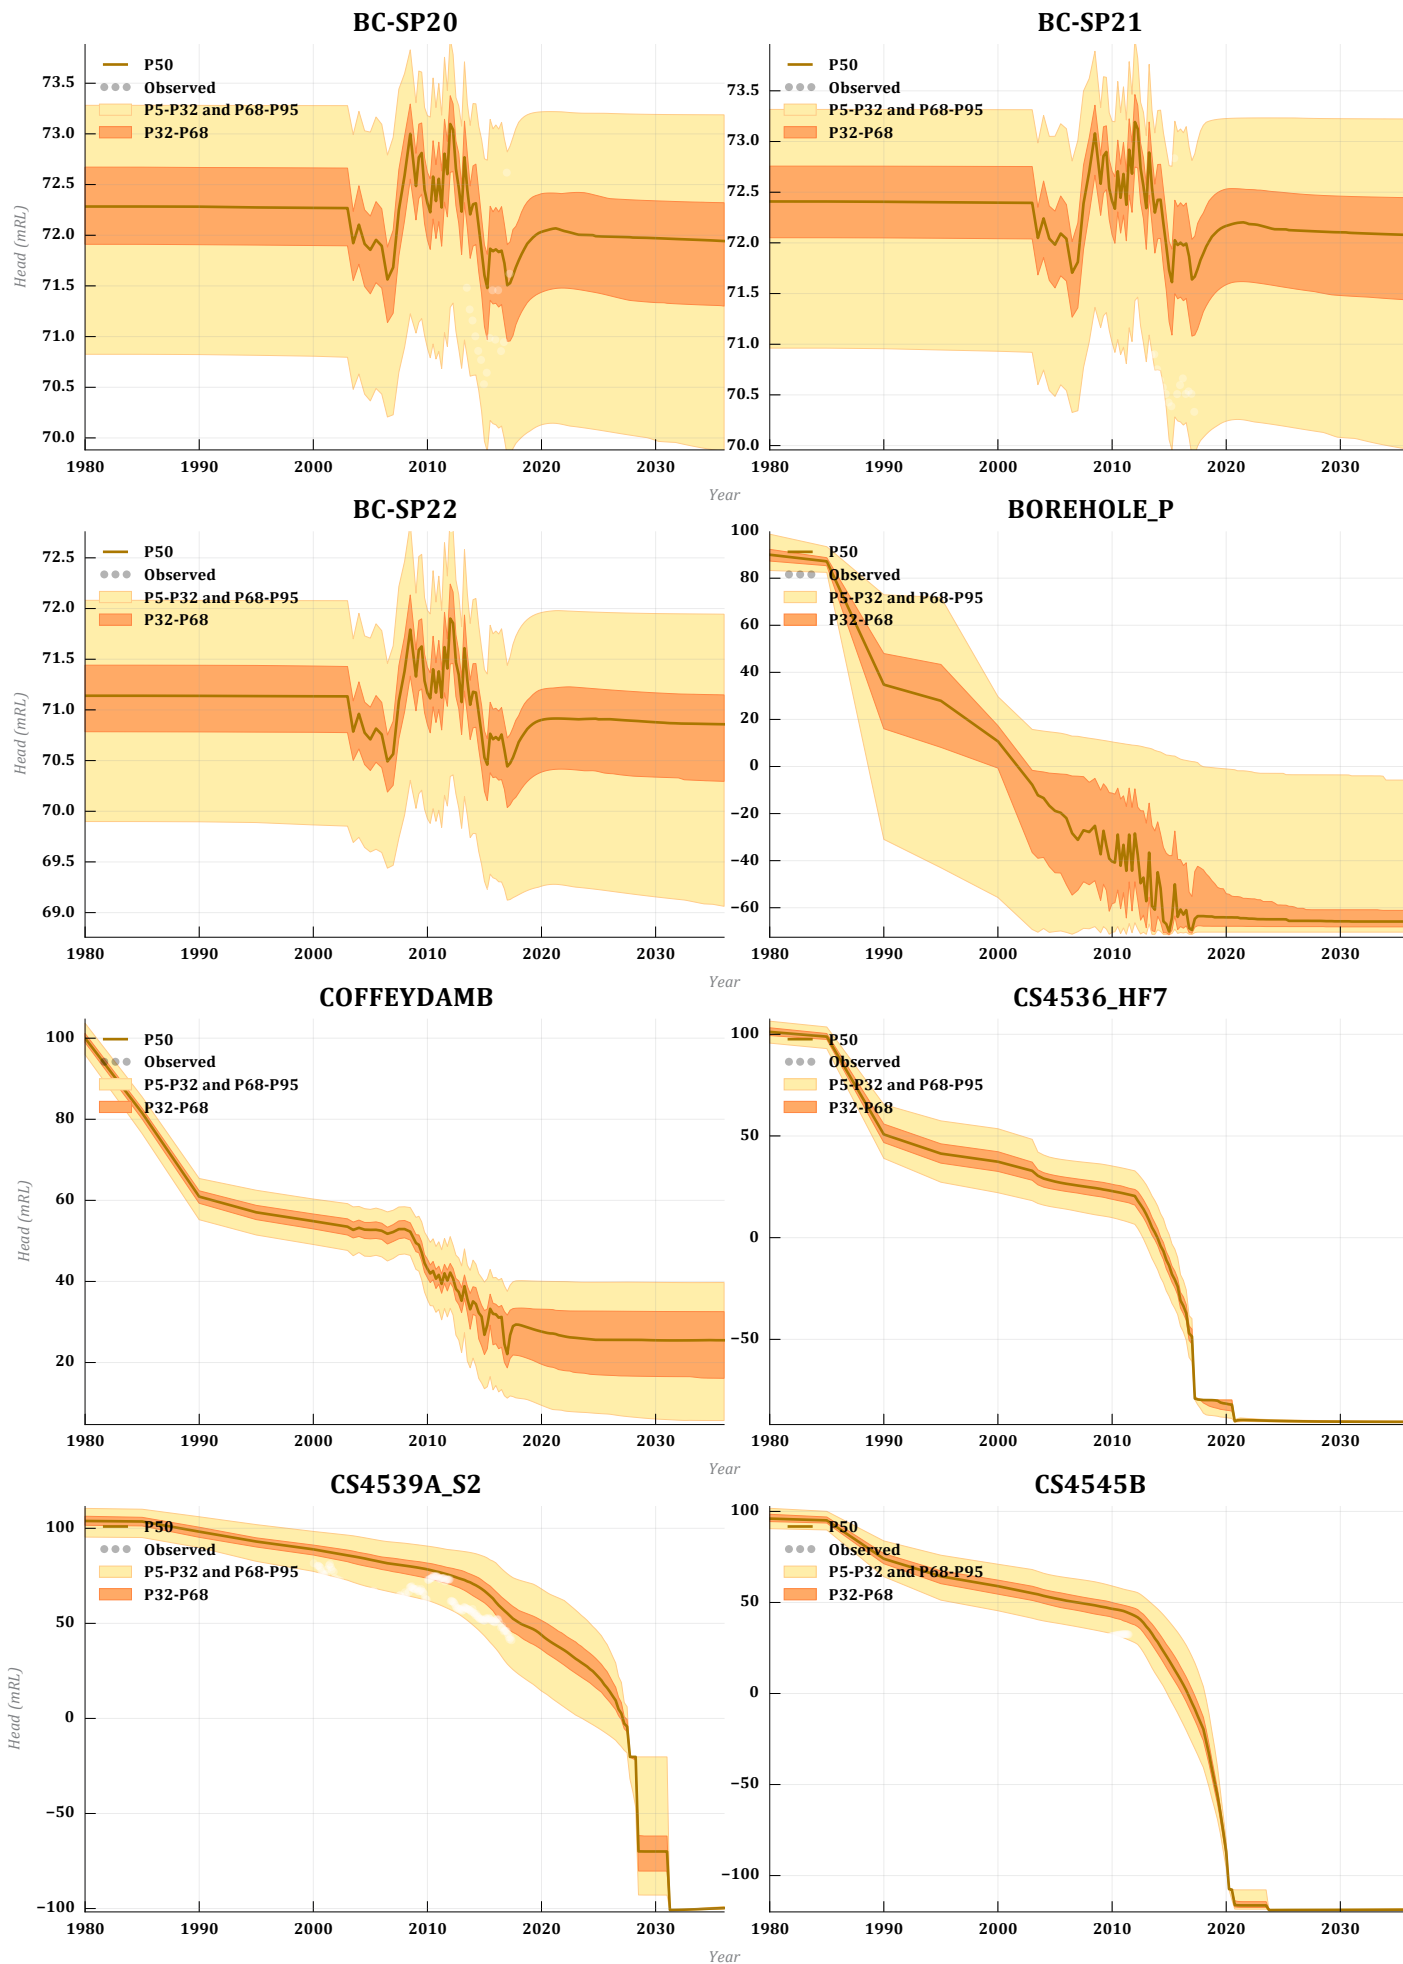 BC-SP20
BC-SP21
P50
Observed
P5-P32 and P68-P95
P32-P68
73.5
73.0
72.5
72.0
71.5
71.0
70.5
70.0
Head (mRL)
1980
1990
2000
2010
2020
2030
P50
Observed
P5-P32 and P68-P95
P32-P68
73.5
73.0
72.5
72.0
71.5
71.0
70.5
70.0
1980
1990
2000
2010
2020
2030
Year
BC-SP22
BOREHOLE_P
P50
Observed
P5-P32 and P68-P95
P32-P68
72.5
72.0
71.5
71.0
70.5
70.0
69.5
69.0
Head (mRL)
1980
1990
2000
2010
2020
2030
P50
Observed
P5-P32 and P68-P95
P32-P68
100
80
60
40
20
0
−20
−40
−60
1980
1990
2000
2010
2020
2030
Year
COFFEYDAMB
CS4536_HF7
P50
Observed
P5-P32 and P68-P95
P32-P68
100
80
60
40
20
Head (mRL)
1980
1990
2000
2010
2020
2030
P50
Observed
P5-P32 and P68-P95
P32-P68
100
50
0
−50
1980
1990
2000
2010
2020
2030
Year
CS4539A_S2
CS4545B
P50
Observed
P5-P32 and P68-P95
P32-P68
100
50
0
−50
−100
Head (mRL)
1980
1990
2000
2010
2020
2030
P50
Observed
P5-P32 and P68-P95
P32-P68
100
50
0
−50
−100
1980
1990
2000
2010
2020
2030
Year